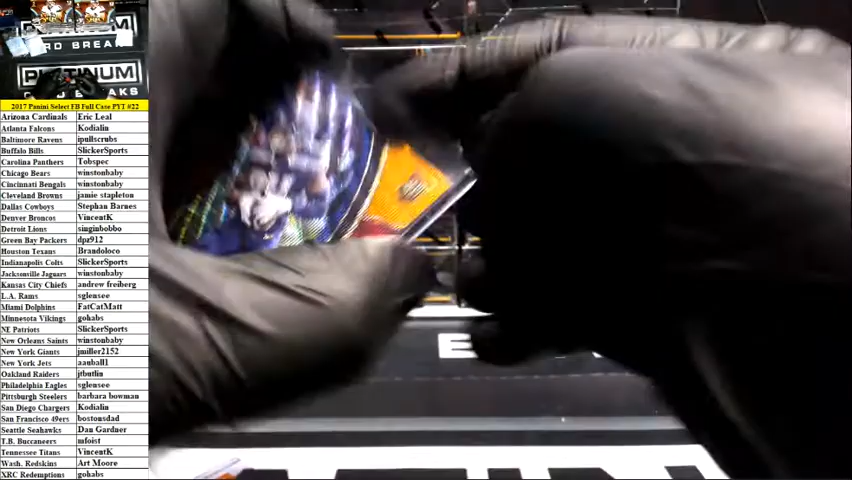 PLATINUM
RD BREA
PLATINUM
AKS
2017 Panini Select FB Full Case PYT #22
Arizona Cardinals Eric Leal
Atlanta Falcons Kodialin
Baltimore Ravens ipullscrubs
Buffalo Bills SlickerSports
Carolina Panthers Tobspec
Chicago Bears winstonbaby
Cincinnati Bengals winstonbaby
Cleveland Browns jamie stapleton
Dallas Cowboys Stephan Barnes
Denver Broncos VincentK
Detroit Lions singinbobbo
Green Bay Packers dpz912
Houston Texans Brandoloco
Indianapolis Colts SlickerSports
Jacksonville Jaguars winstonbaby
Kansas City Chiefs andrew freiberg
L.A. Rams sglensee
Miami Dolphins FatCatMatt
Minnesota Vikings gohabs
NE Patriots SlickerSports
New Orleans Saints winstonbaby
New York Giants jmiller2152
New York Jets aauball1
Oakland Raiders jtbutlin
Philadelphia Eagles sglensee
Pittsburgh Steelers barbara bowman
San Diego Chargers Kodialin
San Francisco 49ers bostonsdad
Seattle Seahawks Dan Gardner
T.B. Buccaneers mfoist
Tennessee Titans VincentK
Wash. Redskins Art Moore
XRC Redemptions gohabs